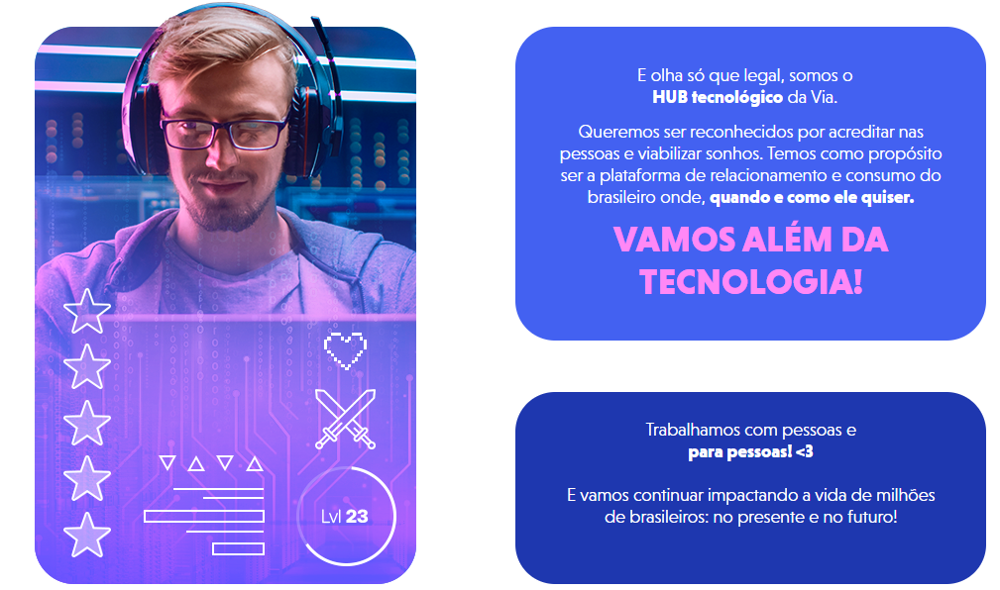 E olha só que legal, somos o
HUB tecnológico da Via.
Queremos ser reconhecidos por acreditar nas
pessoas e viabilizar sonhos. Temos como propósito
ser a plataforma de relacionamento e consumo do
brasileiro onde, quando e como ele quiser.
VAMOS ALÉM DA
TECNOLOGIA!
Trabalhamos com pessoas e
para pessoas! <3
E vamos continuar impactando a vida de milhões
de brasileiros: no presente e no futuro!
Lvl 23